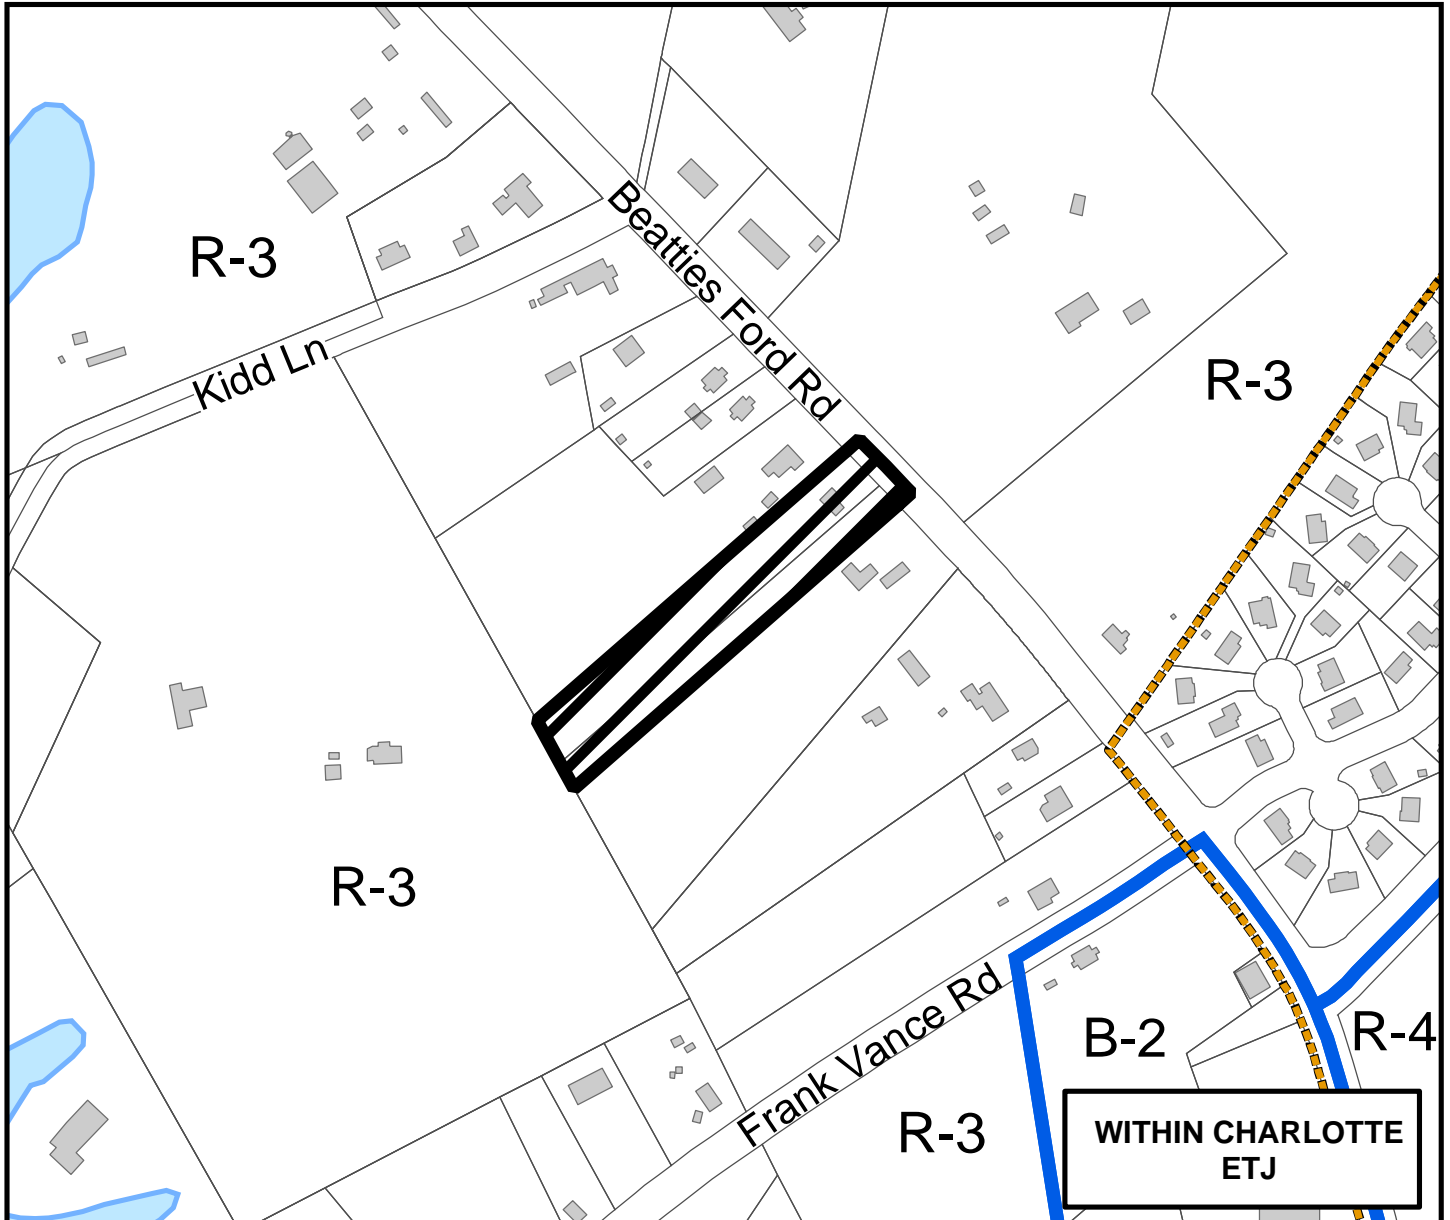 Beatties Ford Rd
R-3
Kidd Ln
R-3
R-3
Frank Vance Rd
B-2
R-4
R-3
WITHIN CHARLOTTE
ETJ